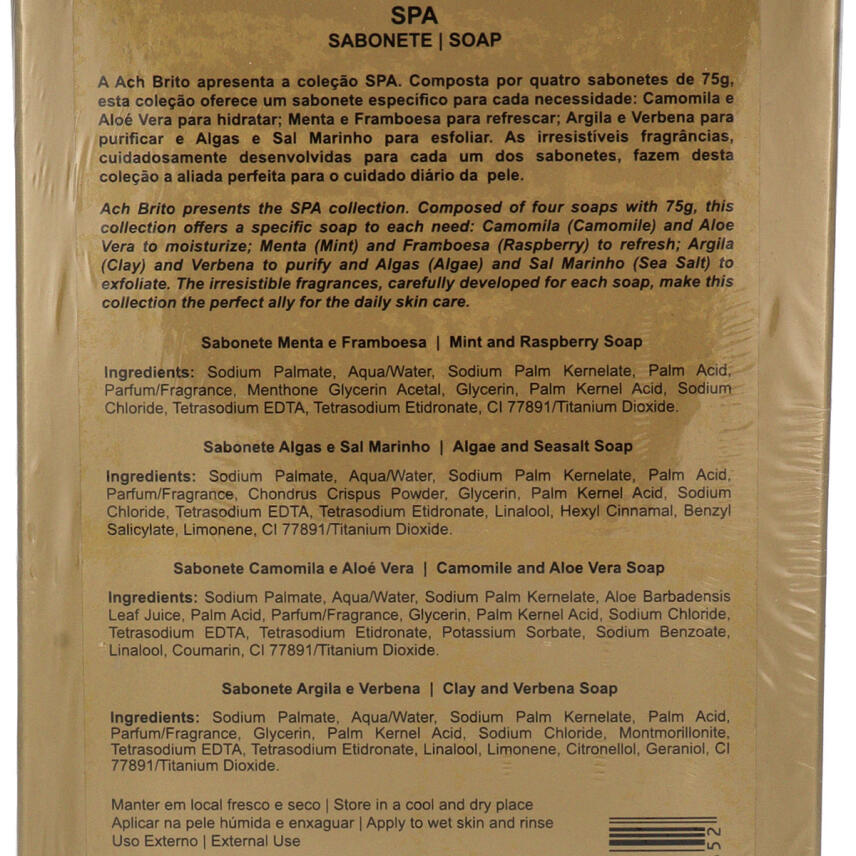 SPA
SABONETE | SOAP
A Ach Brito apresenta a coleção SPA. Composta por quatro sabonetes de 75g,
esta coleção oferece um sabonete específico para cada necessidade: Camomila e
Aloé Vera para hidratar; Menta e Framboesa para refrescar; Argila e Verbena para
purificar e Algas e Sal Marinho para esfoliar. As irresistíveis fragrâncias,
cuidadosamente desenvolvidas para cada um dos sabonetes, fazem desta
coleção a aliada perfeita para o cuidado diário da pele.
Ach Brito presents the SPA collection. Composed of four soaps with 75g, this
collection offers a specific soap to each need: Camomila (Camomile) and Aloe
Vera to moisturize; Menta (Mint) and Framboesa (Raspberry) to refresh; Argila
(Clay) and Verbena to purify and Algas (Algae) and Sal Marinho (Sea Salt) to
exfoliate. The irresistible fragrances, carefully developed for each soap, make this
collection the perfect ally for the daily skin care.
Sabonete Menta e Framboesa | Mint and Raspberry Soap
Ingredients: Sodium Palmate, Aqua/Water, Sodium Palm Kernelate, Palm Acid,
Parfum/Fragrance, Menthone Glycerin Acetal, Glycerin, Palm Kernel Acid, Sodium
Chloride, Tetrasodium EDTA, Tetrasodium Etidronate, CI 77891/Titanium Dioxide.
Sabonete Algas e Sal Marinho | Algae and Seasalt Soap
Ingredients: Sodium Palmate, Aqua/Water, Sodium Palm Kernelate, Palm Acid,
Parfum/Fragrance, Chondrus Crispus Powder, Glycerin, Palm Kernel Acid, Sodium
Chloride, Tetrasodium EDTA, Tetrasodium Etidronate, Linalool, Hexyl Cinnamal, Benzyl
Salicylate, Limonene, CI 77891/Titanium Dioxide.
Sabonete Camomila e Aloé Vera | Camomile and Aloe Vera Soap
Ingredients: Sodium Palmate, Aqua/Water, Sodium Palm Kernelate, Aloe Barbadensis
Leaf Juice, Palm Acid, Parfum/Fragrance, Glycerin, Palm Kernel Acid, Sodium Chloride,
Tetrasodium EDTA, Tetrasodium Etidronate, Potassium Sorbate, Sodium Benzoate,
Linalool, Coumarin, CI 77891/Titanium Dioxide.
Sabonete Argila e Verbena | Clay and Verbena Soap
Ingredients: Sodium Palmate, Aqua/Water, Sodium Palm Kernelate, Palm Acid,
Parfum/Fragrance, Glycerin, Palm Kernel Acid, Sodium Chloride, Montmorillonite,
Tetrasodium EDTA, Tetrasodium Etidronate, Linalool, Limonene, Citronellol, Geraniol, CI
77891/Titanium Dioxide.
Manter em local fresco e seco | Store in a cool and dry place
Aplicar na pele húmida e enxaguar | Apply to wet skin and rinse
Uso Externo | External Use
52